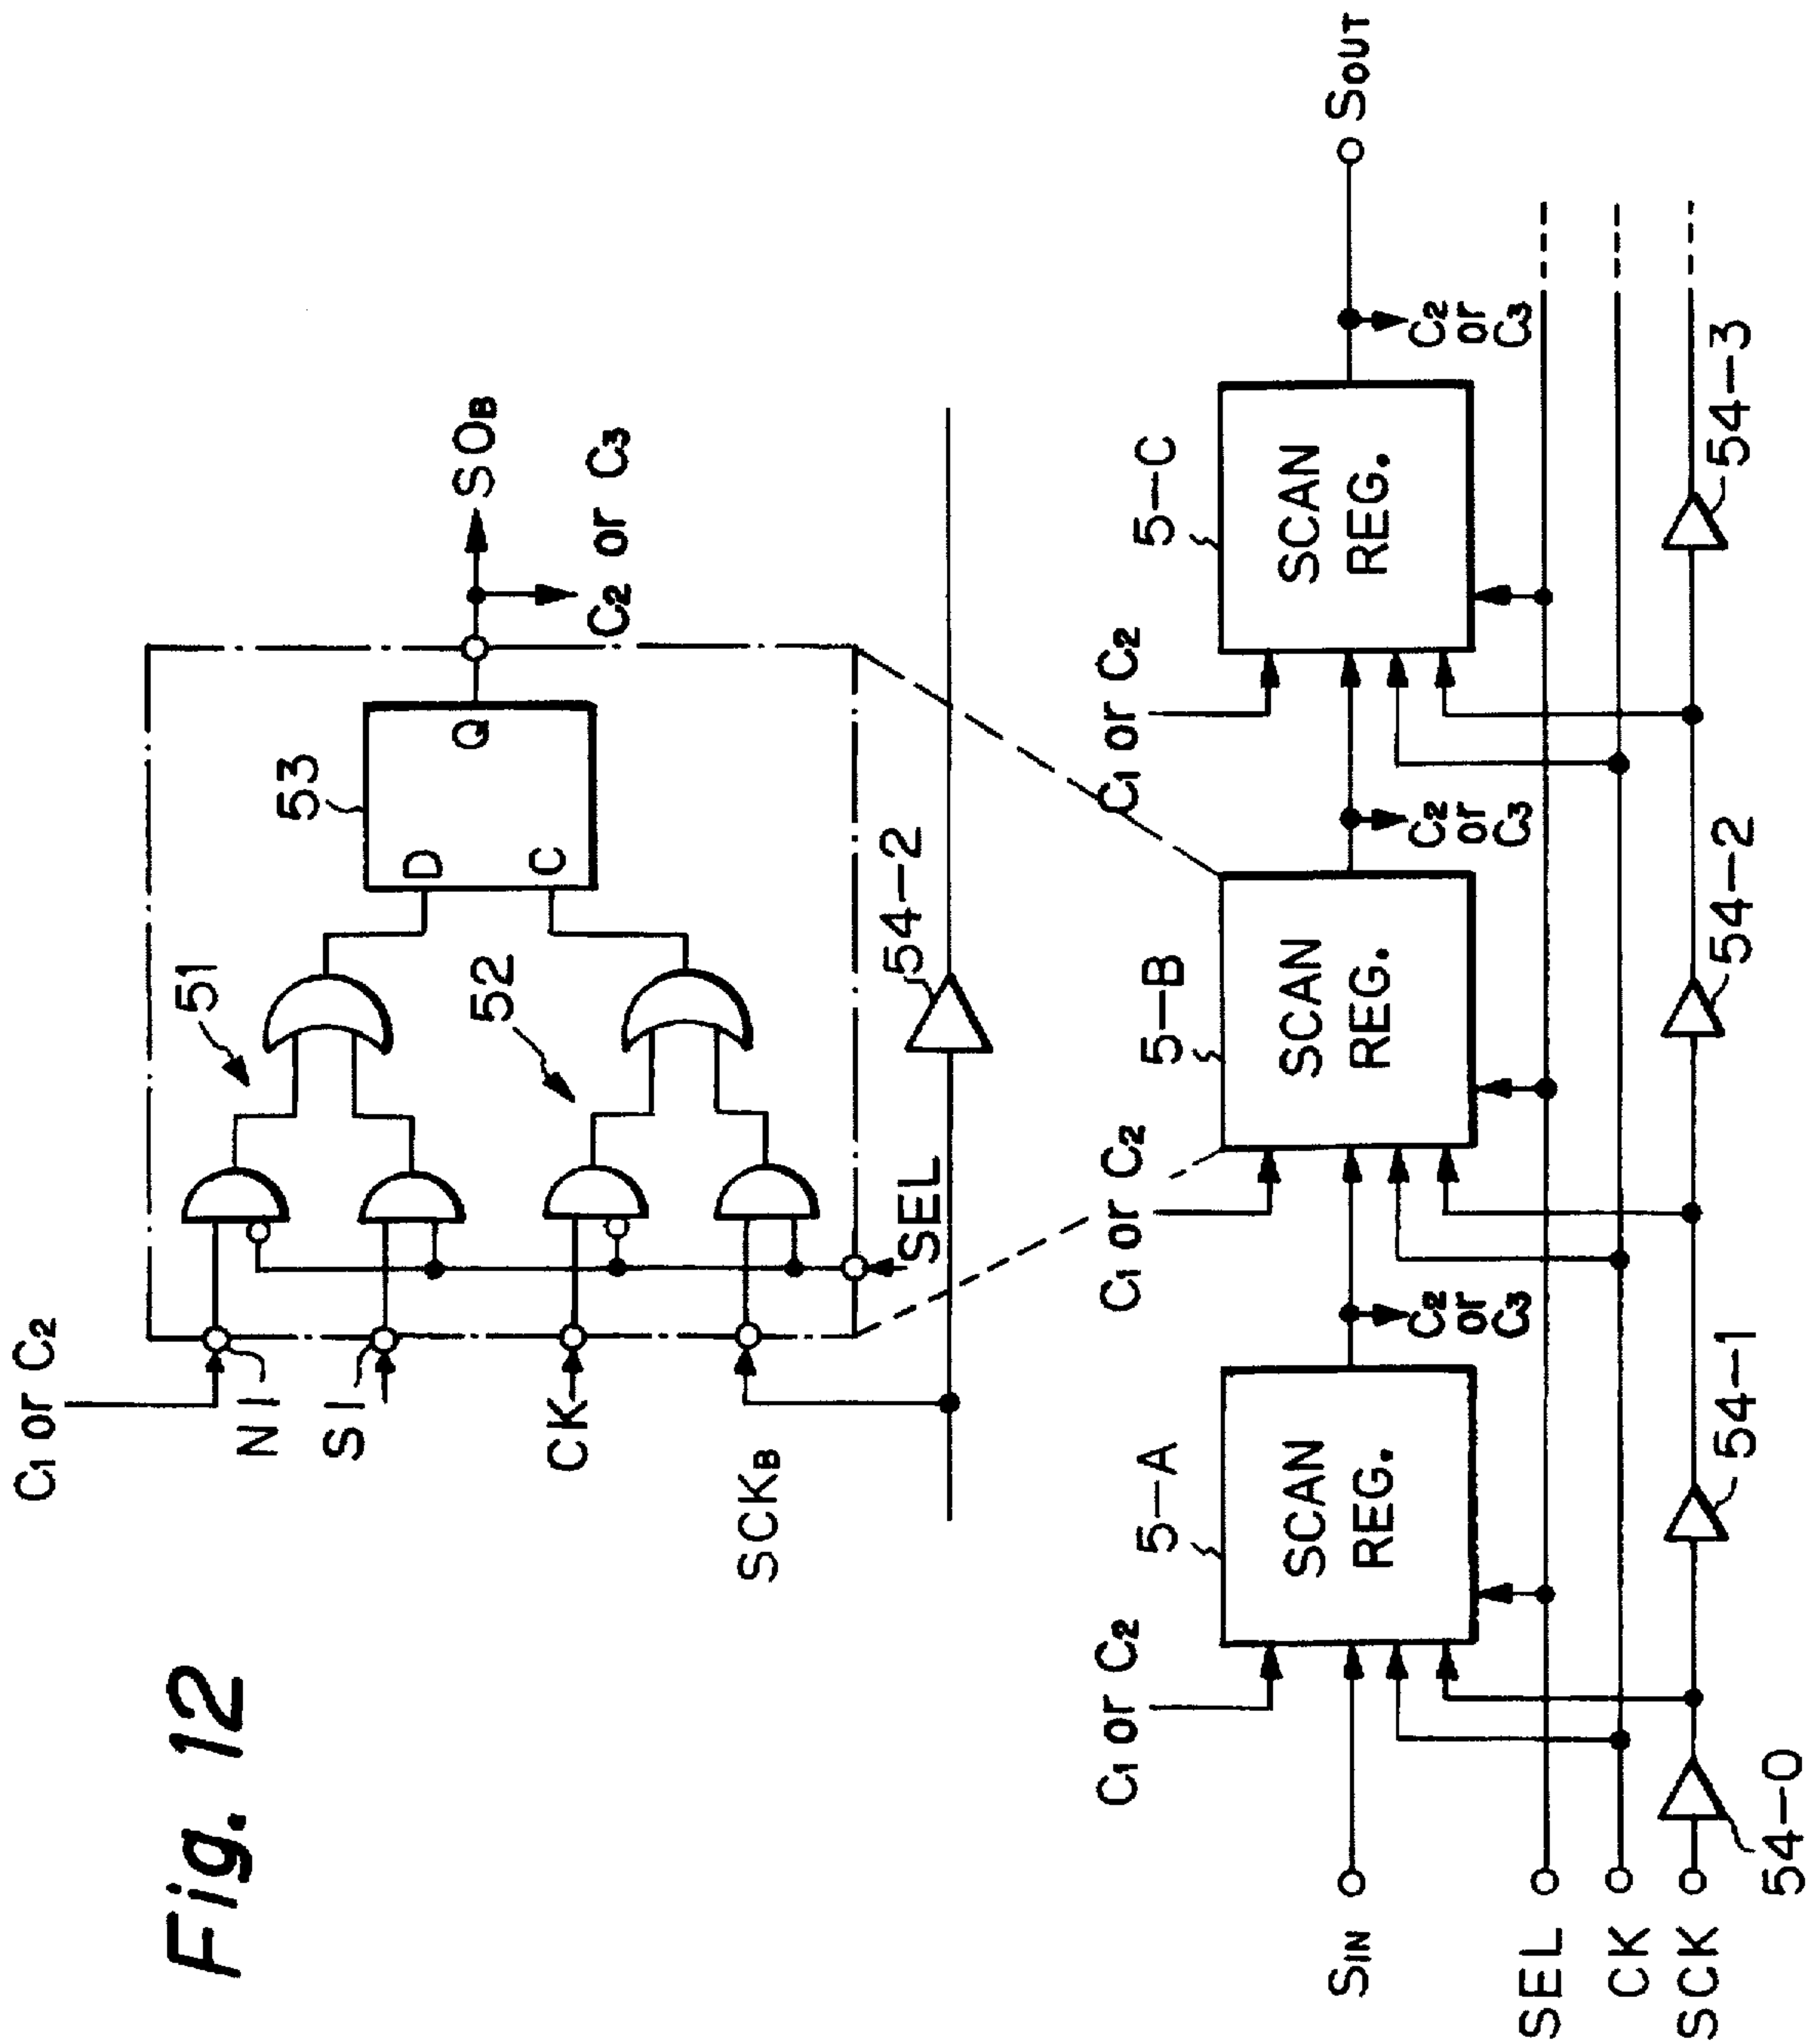 Fig. 12
C1 or C2
NI
SI
CK
SCKB
SEL
51
52
53
D
C
Q
SOB
C2 or C3
54-2
C1 or C2
C1 or C2
C1 or C2
5-A
5-B
5-C
SCAN
REG.
SCAN
REG.
SCAN
REG.
SIN
SOUT
C2
or
C3
C2
or
C3
C2
or
C3
SEL
CK
SCK
54-0
54-1
54-2
54-3